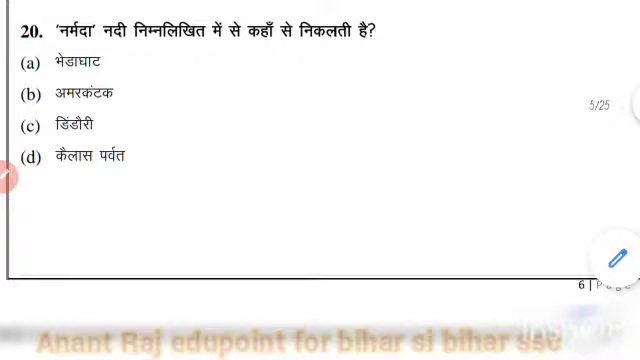 20. 'नर्मदा' नदी निम्नलिखित में से कहाँ से निकलती है?
(a) भेडाघाट
(b) अमरकंटक
(c) डिंडौरी
(d) कैलास पर्वत
5/25
6 | Page
Anant Raj edupoint for bihar si bihar ssc